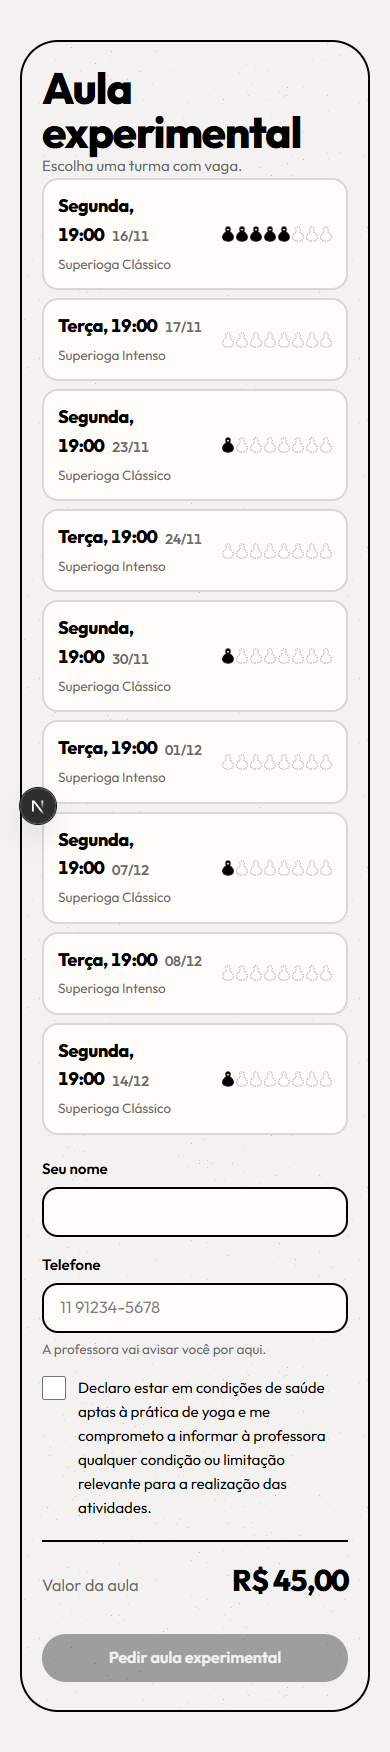 Aula
experimental
Escolha uma turma com vaga.
Segunda,
19:00 16/11
Superioga Clássico
Terça, 19:00 17/11
Superioga Intenso
Segunda,
19:00 23/11
Superioga Clássico
Terça, 19:00 24/11
Superioga Intenso
Segunda,
19:00 30/11
Superioga Clássico
Terça, 19:00 01/12
Superioga Intenso
N
Segunda,
19:00 07/12
Superioga Clássico
Terça, 19:00 08/12
Superioga Intenso
Segunda,
19:00 14/12
Superioga Clássico
Seu nome
Telefone
11 91234-5678
A professora vai avisar você por aqui.
Declaro estar em condições de saúde
aptas à prática de yoga e me
comprometo a informar à professora
qualquer condição ou limitação
relevante para a realização das
atividades.
Valor da aula R$ 45,00
Pedir aula experimental